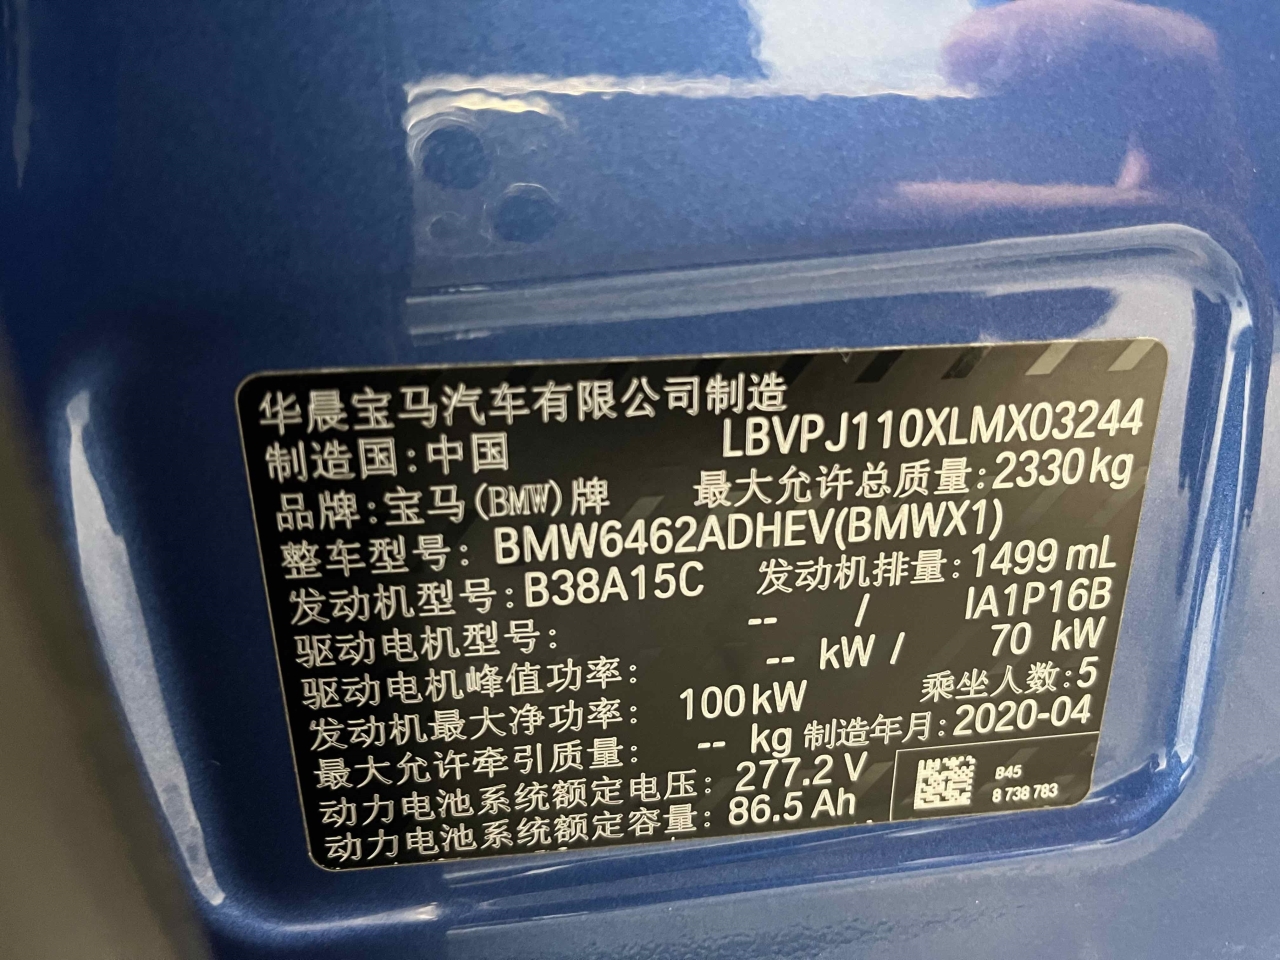 华晨宝马汽车有限公司制造
制造国:中国 LBVPJ110XLMX03244
品牌:宝马(BMW)牌 最大允许总质量:2330kg
整车型号: BMW6462ADHEV(BMWX1)
发动机型号:B38A15C 发动机排量:1499 mL
驱动电机型号: -- / IA1P16B
驱动电机峰值功率: -- kW / 70 kW
发动机最大净功率: 100kW 乘坐人数:5
最大允许牵引质量: -- kg 制造年月:2020-04
动力电池系统额定电压: 277.2 V
动力电池系统额定容量: 86.5 Ah
B45
8 738 783